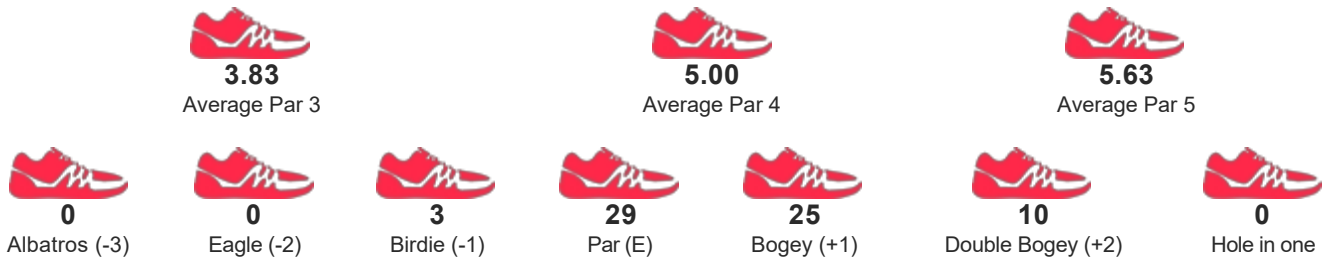 3.83 5.00 5.63
Average Par 3 Average Par 4 Average Par 5
0 0 3 29 25 10 0
Albatros (-3) Eagle (-2) Birdie (-1) Par (E) Bogey (+1) Double Bogey (+2) Hole in one